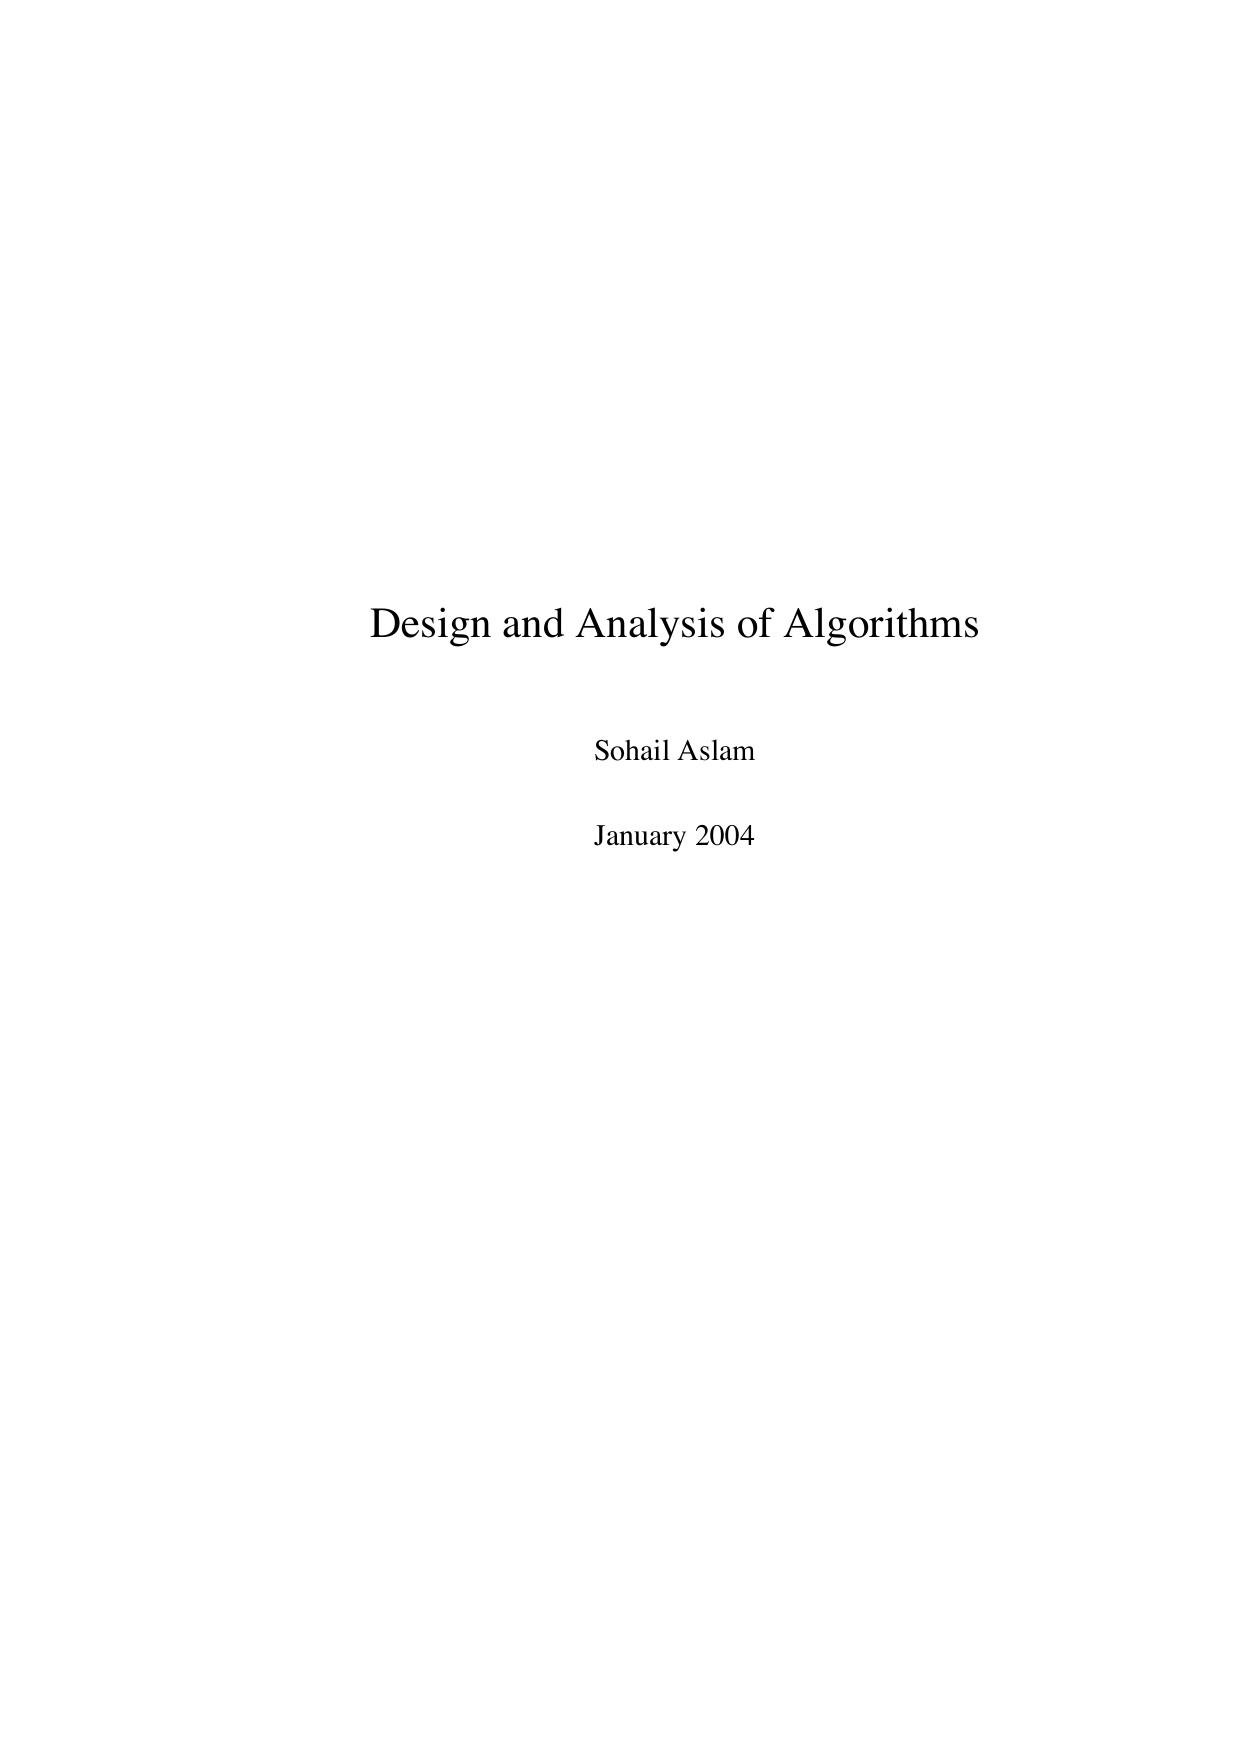 Design and Analysis of Algorithms
Sohail Aslam
January 2004